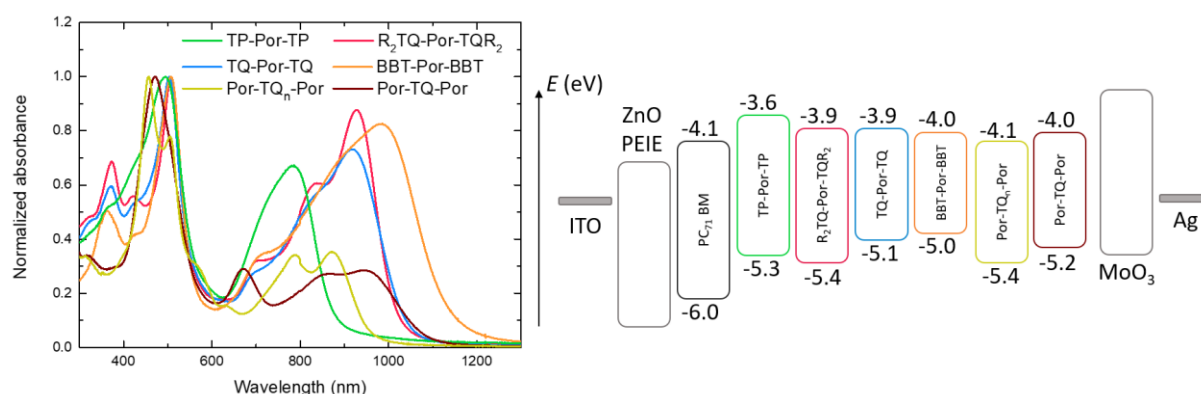 1.2
1.0
0.8
0.6
0.4
0.2
0.0
Normalized absorbance
TP-Por-TP
TQ-Por-TQ
Por-TQₙ-Por
R₂TQ-Por-TQR₂
BBT-Por-BBT
Por-TQ-Por
400 600 800 1000 1200
Wavelength (nm)
E (eV)
ITO
ZnO
PEIE
-4.1
PC₇₁ BM
-6.0
-3.6
TP-Por-TP
-5.3
-3.9
R₂TQ-Por-TQR₂
-5.4
-3.9
TQ-Por-TQ
-5.1
-4.0
BBT-Por-BBT
-5.0
-4.1
Por-TQₙ-Por
-5.4
-4.0
Por-TQ-Por
-5.2
MoO₃
Ag